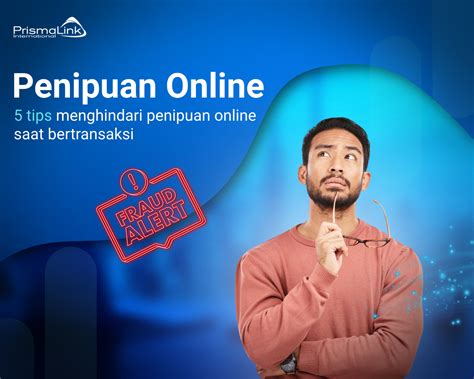 PrismaLink
International
Penipuan Online
5 tips menghindari penipuan online
saat bertransaksi
FRAUD
ALERT